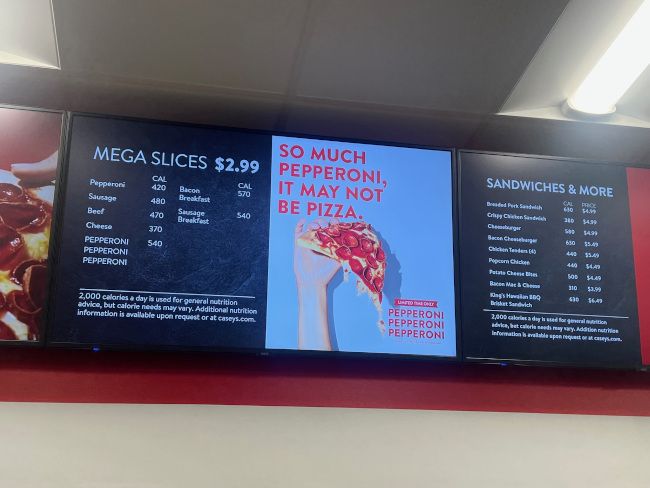 MEGA SLICES $2.99
CAL
Pepperoni 420
Sausage 480
Beef 470
Cheese 370
PEPPERONI 540
PEPPERONI
PEPPERONI
CAL
Bacon 570
Breakfast
Sausage 540
Breakfast
2,000 calories a day is used for general nutrition
advice, but calorie needs may vary. Additional nutrition
information is available upon request or at caseys.com.
SO MUCH
PEPPERONI,
IT MAY NOT
BE PIZZA.
LIMITED TIME ONLY
PEPPERONI
PEPPERONI
PEPPERONI
SANDWICHES & MORE
CAL PRICE
Breaded Pork Sandwich 630 $4.99
Crispy Chicken Sandwich 380 $4.99
Cheeseburger 580 $4.99
Bacon Cheeseburger 630 $5.49
Chicken Tenders (4) 440 $5.49
Popcorn Chicken 440 $4.49
Potato Cheese Bites 500 $4.49
Bacon Mac & Cheese 310 $3.99
King's Hawaiian BBQ 630 $6.49
Brisket Sandwich
2,000 calories a day is used for general nutrition
advice, but calorie needs may vary. Additional nutrition
information is available upon request or at caseys.com.